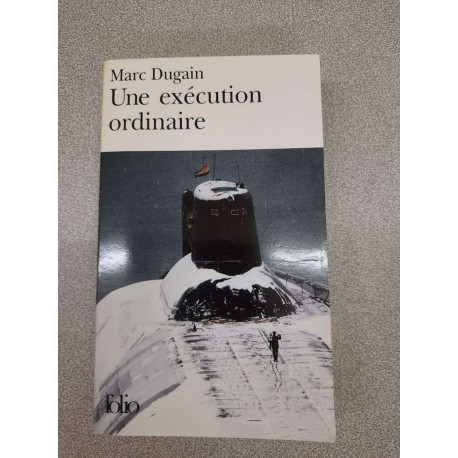 Marc Dugain
Une exécution
ordinaire
folio